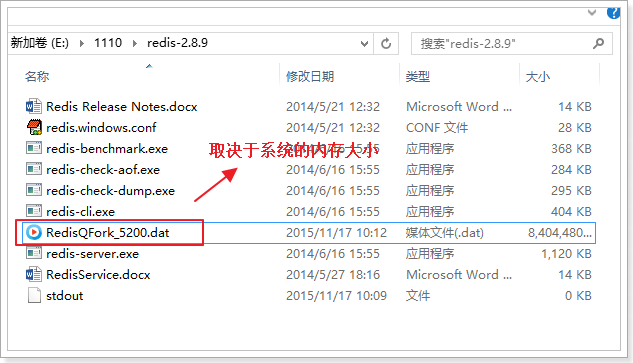 新加卷 (E:) 1110 redis-2.8.9 搜索"redis-2.8.9"
名称 修改日期 类型 大小
Redis Release Notes.docx 2014/5/21 12:32 Microsoft Word ... 14 KB
redis.windows.conf 2014/5/21 12:32 CONF 文件 28 KB
redis-benchmark.exe 2014/6/16 15:55 应用程序 368 KB
取决于系统的内存大小
redis-check-aof.exe 2014/6/16 15:55 应用程序 284 KB
redis-check-dump.exe 2014/6/16 15:55 应用程序 295 KB
redis-cli.exe 2014/6/16 15:55 应用程序 404 KB
RedisQFork_5200.dat 2015/11/17 10:12 媒体文件(.dat) 8,404,480...
redis-server.exe 2014/6/16 15:55 应用程序 1,120 KB
RedisService.docx 2014/5/27 18:16 Microsoft Word ... 14 KB
stdout 2015/11/17 10:09 文件 0 KB